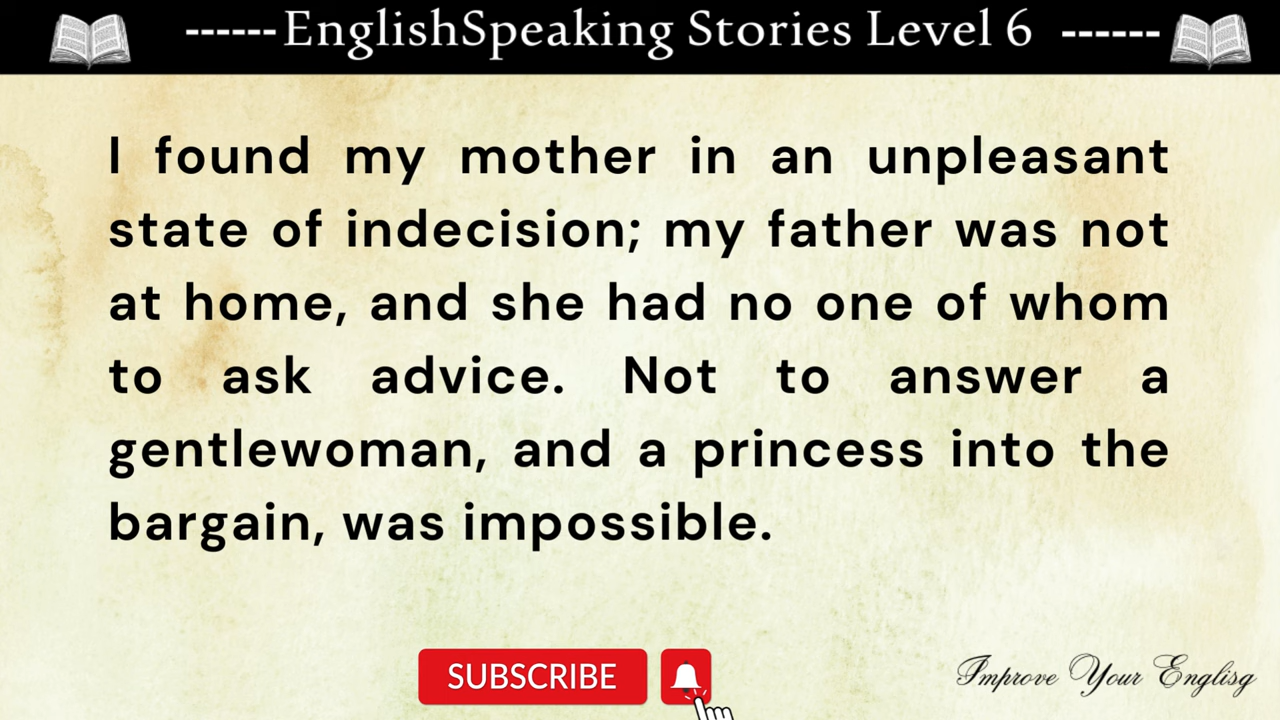 ------EnglishSpeaking Stories Level 6 ------
I found my mother in an unpleasant
state of indecision; my father was not
at home, and she had no one of whom
to ask advice. Not to answer a
gentlewoman, and a princess into the
bargain, was impossible.
SUBSCRIBE
Improve Your Englisg